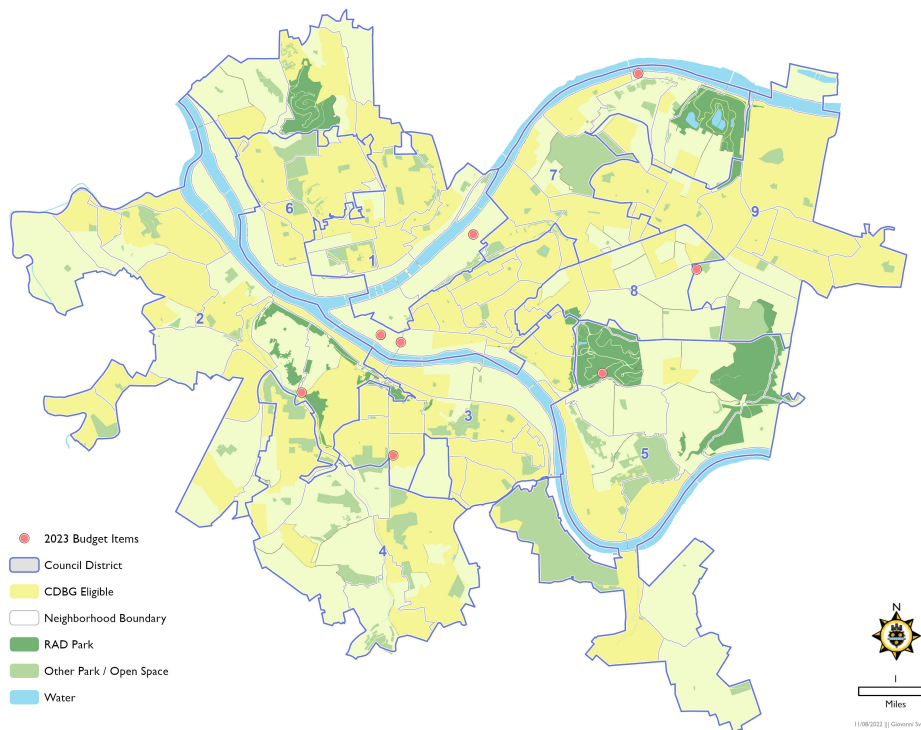 7
9
6
1
8
2
3
5
4
2023 Budget Items
Council District
CDBG Eligible
Neighborhood Boundary
RAD Park
Other Park / Open Space
Water
N
1
Miles
11/08/2022 || Giovanni